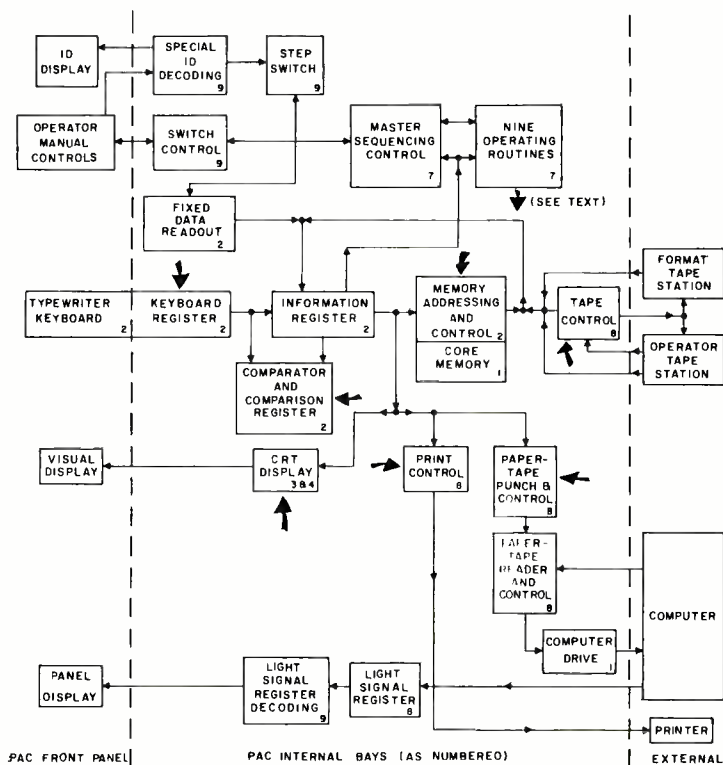 ID
DISPLAY
SPECIAL
ID
DECODING
9
STEP
SWITCH
9
OPERATOR
MANUAL
CONTROLS
SWITCH
CONTROL
9
MASTER
SEQUENCING
CONTROL
7
NINE
OPERATING
ROUTINES
7
(SEE TEXT)
FIXED
DATA
READOUT
2
TYPEWRITER
KEYBOARD
2
KEYBOARD
REGISTER
2
INFORMATION
REGISTER
2
MEMORY
ADDRESSING
AND
CONTROL
2
CORE
MEMORY
1
TAPE
CONTROL
8
FORMAT
TAPE
STATION
OPERATOR
TAPE
STATION
COMPARATOR
AND
COMPARISON
REGISTER
2
VISUAL
DISPLAY
CRT
DISPLAY
3&4
PRINT
CONTROL
8
PAPER-
TAPE
PUNCH &
CONTROL
8
PAPER-
TAPE
READER
AND
CONTROL
8
COMPUTER
COMPUTER
DRIVE
1
PANEL
DISPLAY
LIGHT
SIGNAL
REGISTER
DECODING
9
LIGHT
SIGNAL
REGISTER
8
PRINTER
PAC FRONT PANEL
PAC INTERNAL BAYS (AS NUMBERED)
EXTERNAL